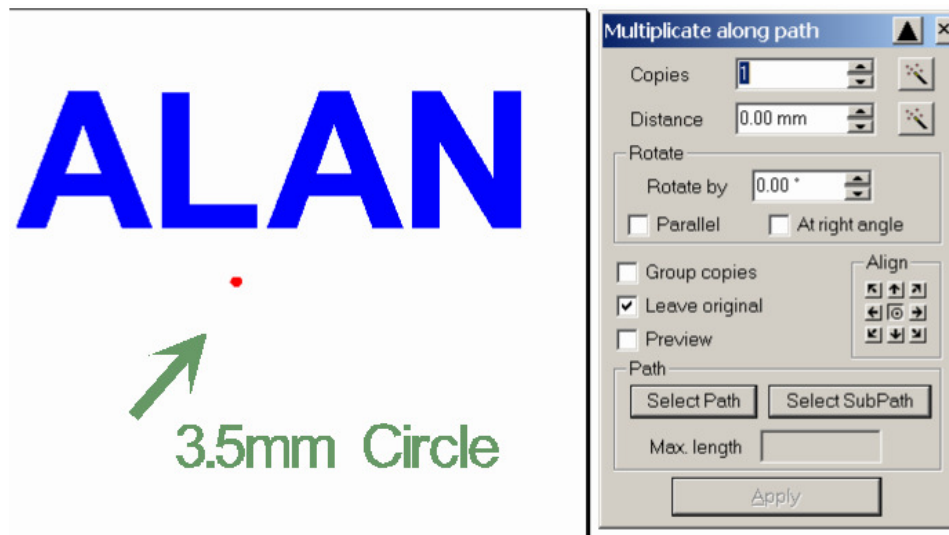 ALAN
3.5mm Circle
Multiplicate along path
Copies 1
Distance 0.00 mm
Rotate
Rotate by 0.00 °
Parallel At right angle
Group copies
Align
Leave original
Preview
Path
Select Path Select SubPath
Max. length
Apply